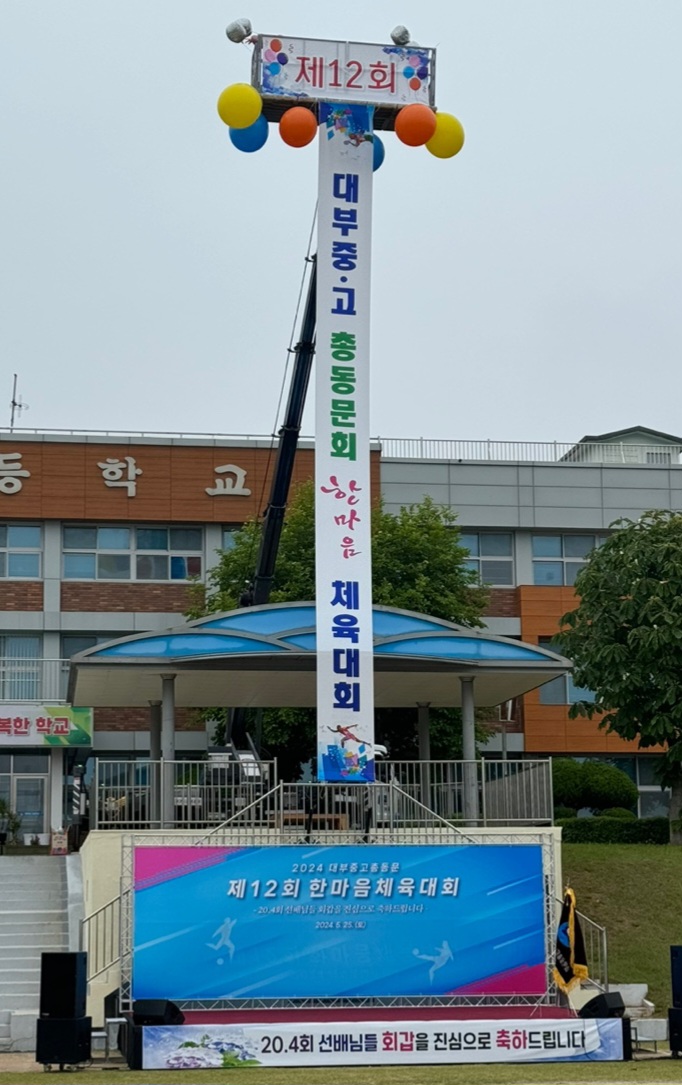 제12회
대부중·고 총동문회 한마음 체육대회
등학교
복한 학교
2024 대부중고총동문
제12회 한마음체육대회
- 20.4회 선배님들 회갑을 진심으로 축하드립니다 -
2024. 5. 25. (토)
20.4회 선배님들 회갑을 진심으로 축하드립니다